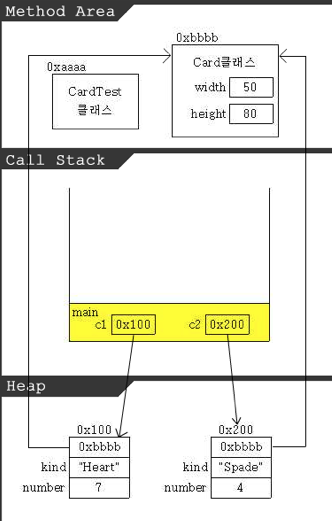 Method Area
0xbbbb
0xaaaa
Card클래스
CardTest
클래스
width 50
height 80
Call Stack
main
c1 0x100 c2 0x200
Heap
0x100 0x200
0xbbbb 0xbbbb
kind "Heart" kind "Spade"
number 7 number 4